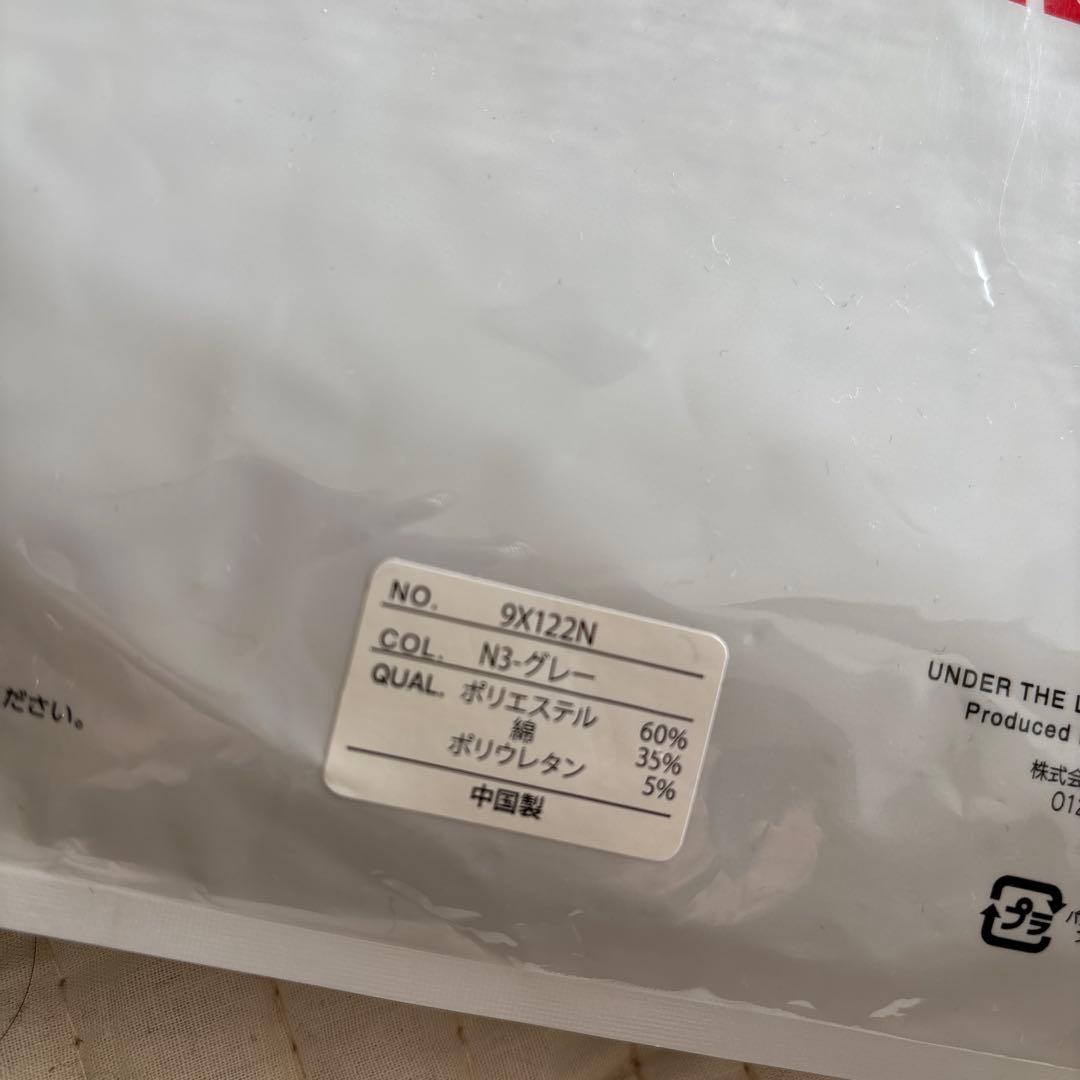 NO. 9X122N
COL. N3-グレー
QUAL. ポリエステル 60%
綿 35%
ポリウレタン 5%
中国製
ださい。
UNDER THE L
Produced
株式会
012
プラ